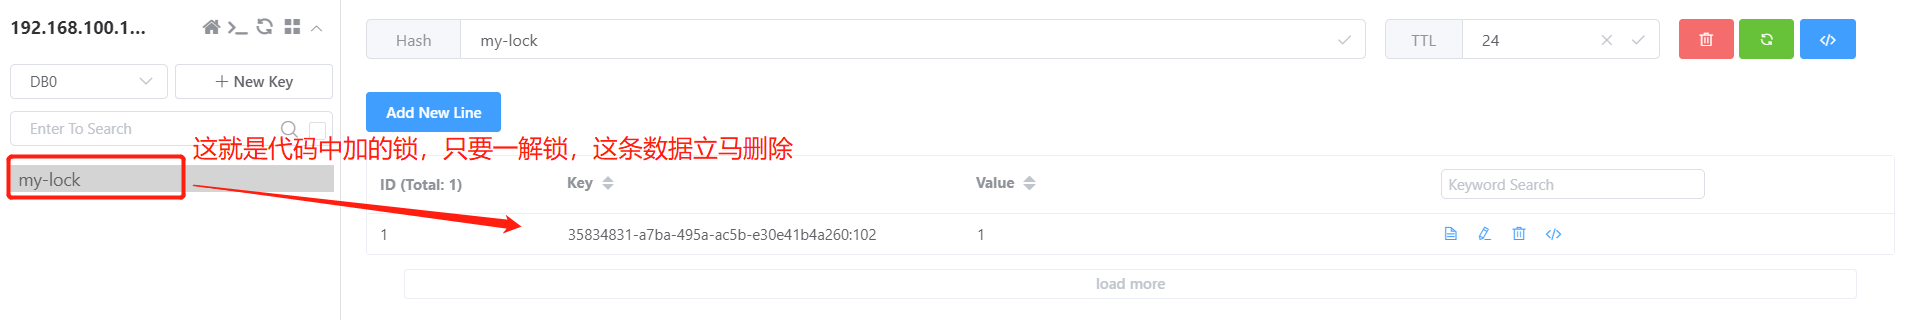 192.168.100.1...
DB0
+ New Key
Enter To Search
my-lock
Hash my-lock
TTL 24
Add New Line
这就是代码中加的锁，只要一解锁，这条数据立马删除
ID (Total: 1) Key Value Keyword Search
1 35834831-a7ba-495a-ac5b-e30e41b4a260:102 1
load more